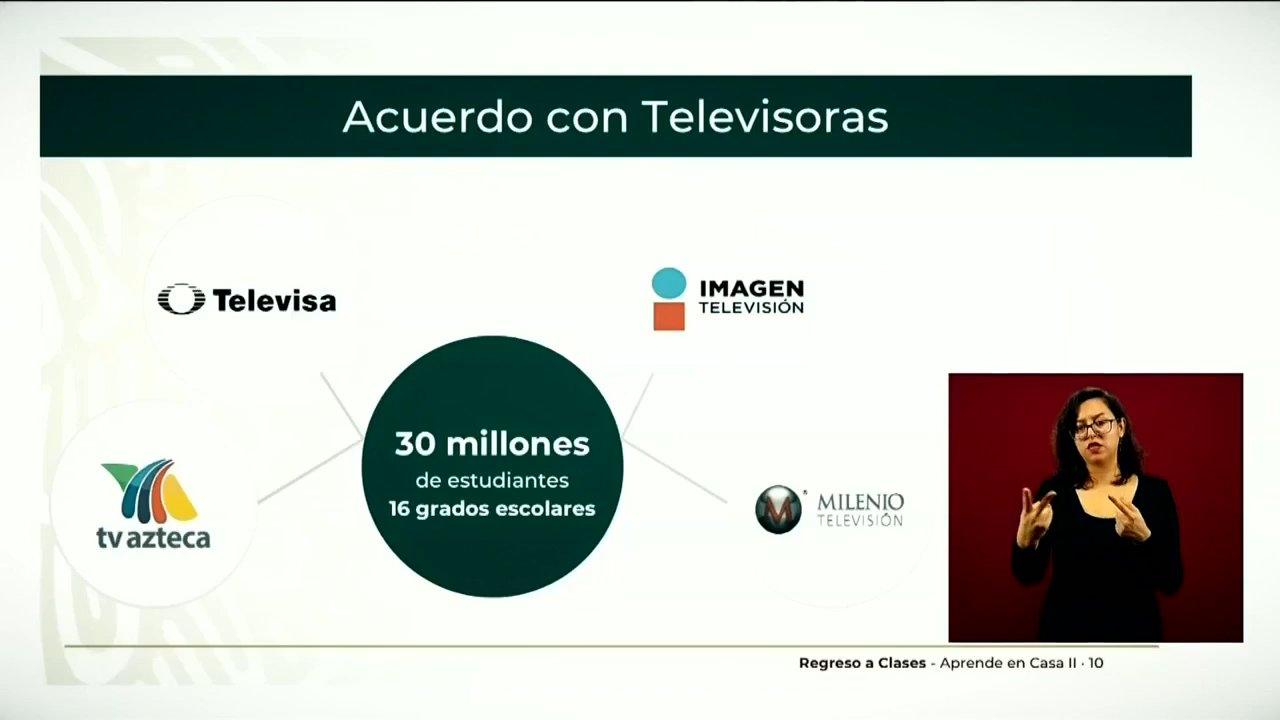 Acuerdo con Televisoras
Televisa
IMAGEN
TELEVISIÓN
30 millones
de estudiantes
16 grados escolares
tv azteca
M
MILENIO
TELEVISIÓN
Regreso a Clases - Aprende en Casa II · 10